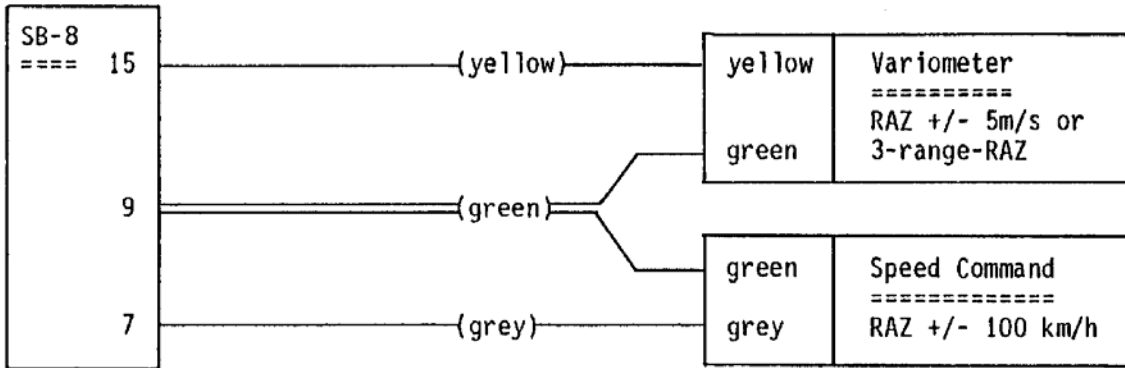 SB-8
====
15 (yellow) yellow Variometer
==========
RAZ +/- 5m/s or
green 3-range-RAZ
9 (green)
green Speed Command
=============
7 (grey) grey RAZ +/- 100 km/h